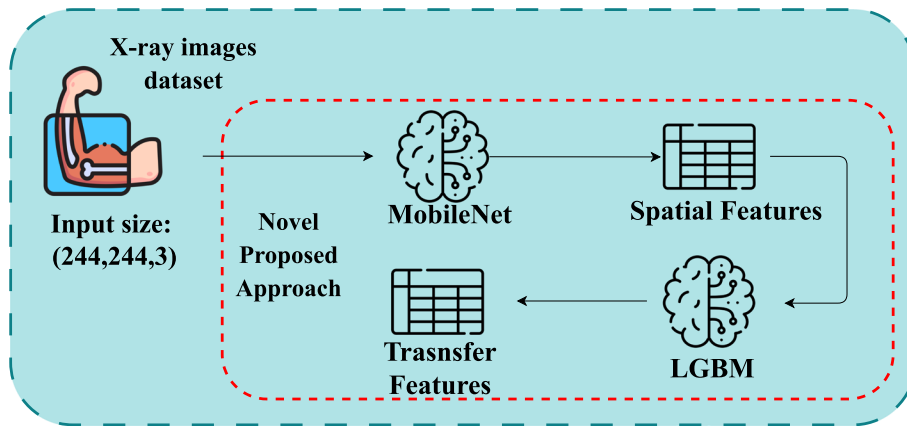 X-ray images
dataset
Input size:
(244,244,3)
Novel
Proposed
Approach
MobileNet
Spatial Features
LGBM
Trasnsfer
Features